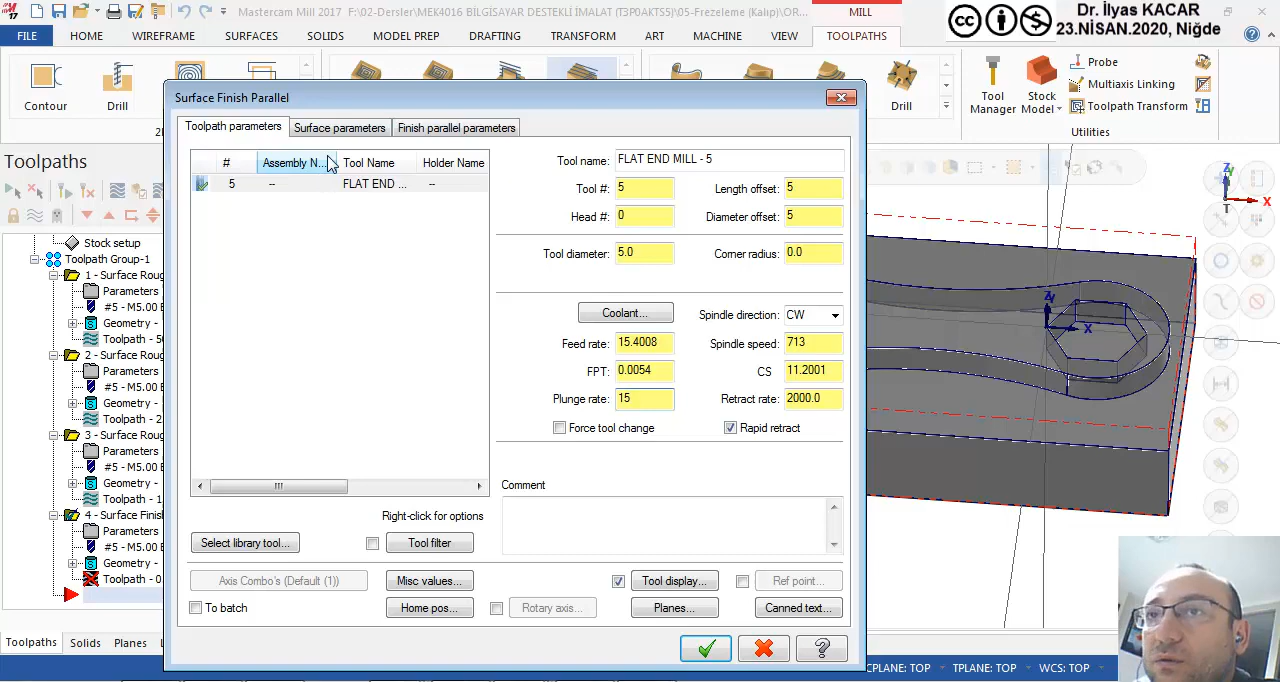 Mastercam Mill 2017 F:\02-Dersler\MEK4016 BİLGİSAYAR DESTEKLİ İMALAT (T3P0AKTS5)\05-Frezeleme (Kalıp)\OR...
MILL
Dr. İlyas KACAR
23.NİSAN.2020, Niğde
FILE HOME WIREFRAME SURFACES SOLIDS MODEL PREP DRAFTING TRANSFORM ART MACHINE VIEW TOOLPATHS
Contour Drill
Drill Tool Manager Stock Model
Probe
Multiaxis Linking
Toolpath Transform
Utilities
Toolpaths
Stock setup
Toolpath Group-1
1 - Surface Roug
Parameters
#5 - M5.00 E
Geometry -
Toolpath - 5
2 - Surface Roug
Parameters
#5 - M5.00 E
Geometry -
Toolpath - 2
3 - Surface Roug
Parameters
#5 - M5.00 E
Geometry -
Toolpath - 1
4 - Surface Finis
Parameters
#5 - M5.00 E
Geometry -
Toolpath - 0
Toolpaths Solids Planes L
Surface Finish Parallel
Toolpath parameters Surface parameters Finish parallel parameters
# Assembly N... Tool Name Holder Name
5 -- FLAT END ... --
Tool name: FLAT END MILL - 5
Tool #: 5 Length offset: 5
Head #: 0 Diameter offset: 5
Tool diameter: 5.0 Corner radius: 0.0
Coolant... Spindle direction: CW
Feed rate: 15.4008 Spindle speed: 713
FPT: 0.0054 CS 11.2001
Plunge rate: 15 Retract rate: 2000.0
Force tool change Rapid retract
Comment
Right-click for options
Select library tool... Tool filter
Axis Combo's (Default (1)) Misc values... Tool display... Ref point...
To batch Home pos... Rotary axis... Planes... Canned text...
CPLANE: TOP TPLANE: TOP WCS: TOP